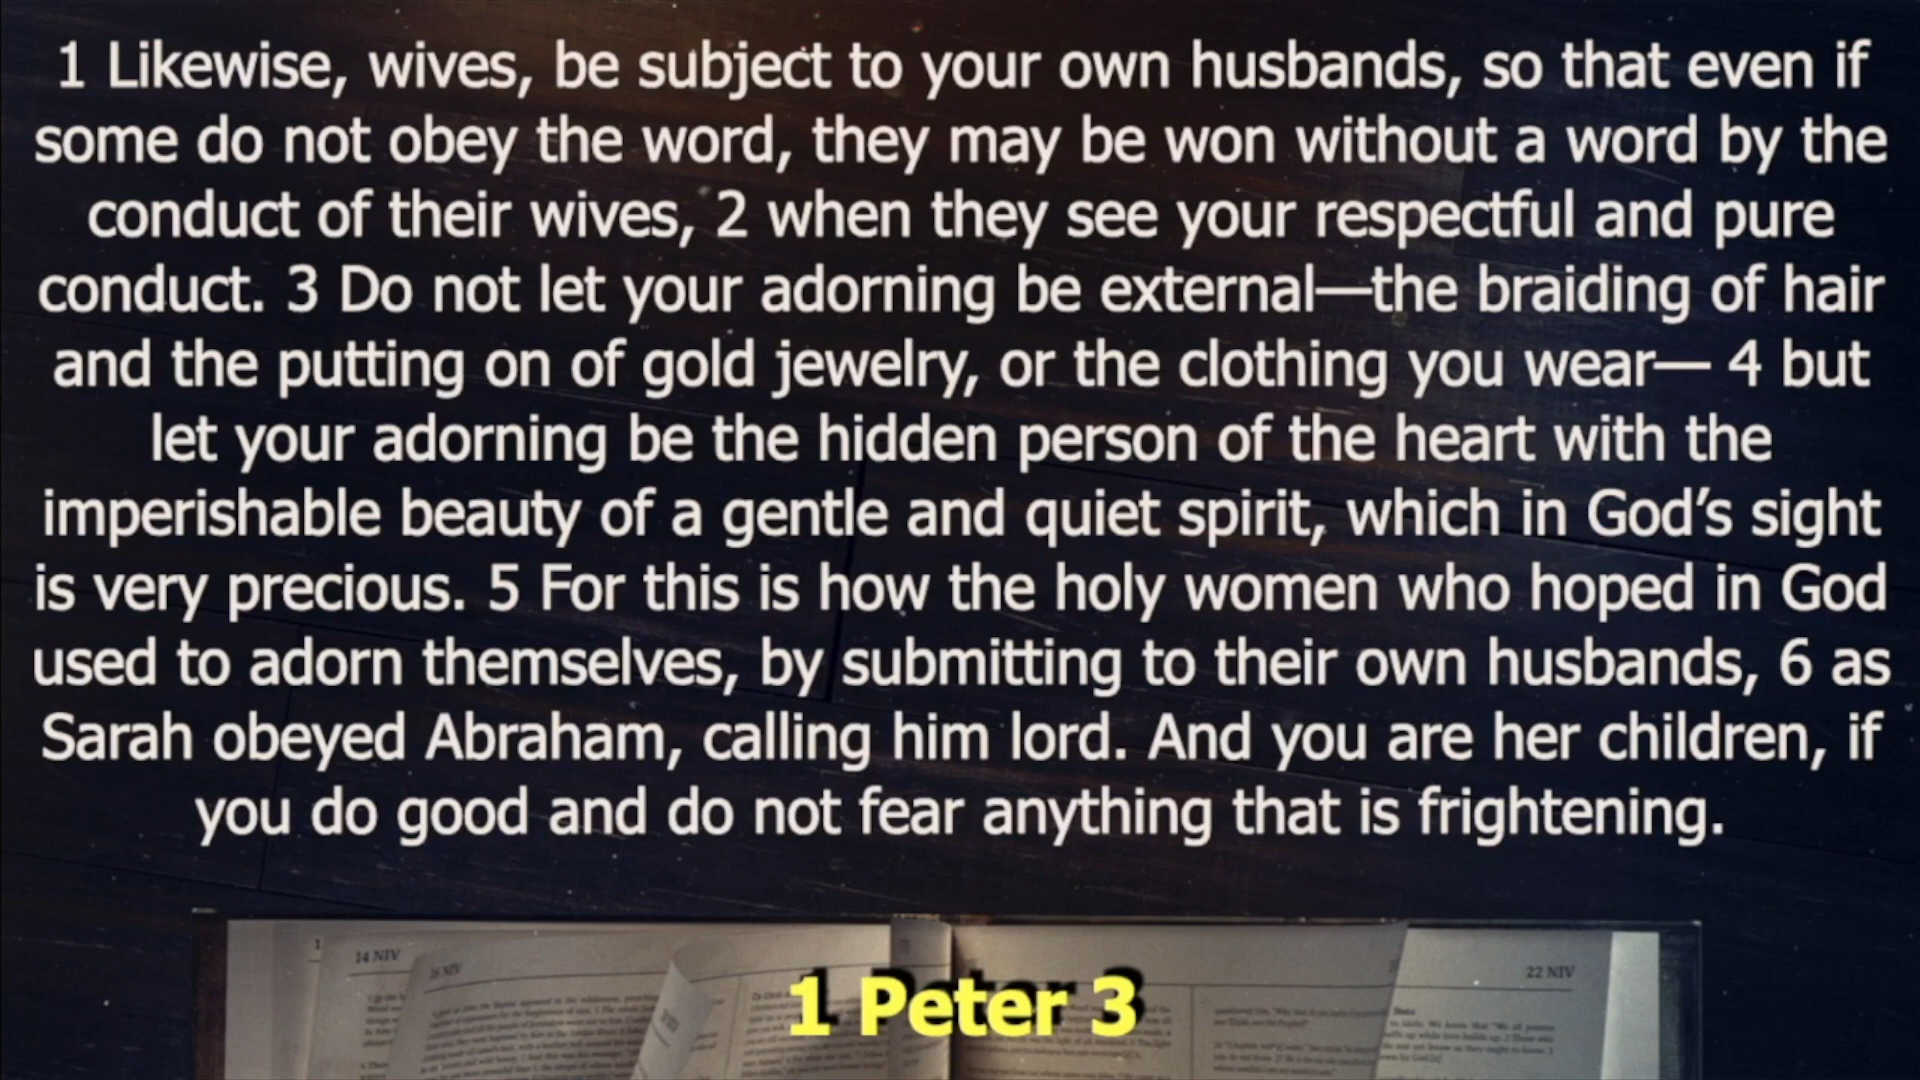 1 Likewise, wives, be subject to your own husbands, so that even if
some do not obey the word, they may be won without a word by the
conduct of their wives, 2 when they see your respectful and pure
conduct. 3 Do not let your adorning be external—the braiding of hair
and the putting on of gold jewelry, or the clothing you wear— 4 but
let your adorning be the hidden person of the heart with the
imperishable beauty of a gentle and quiet spirit, which in God’s sight
is very precious. 5 For this is how the holy women who hoped in God
used to adorn themselves, by submitting to their own husbands, 6 as
Sarah obeyed Abraham, calling him lord. And you are her children, if
you do good and do not fear anything that is frightening.
14 NIV
22 NIV
1 Peter 3